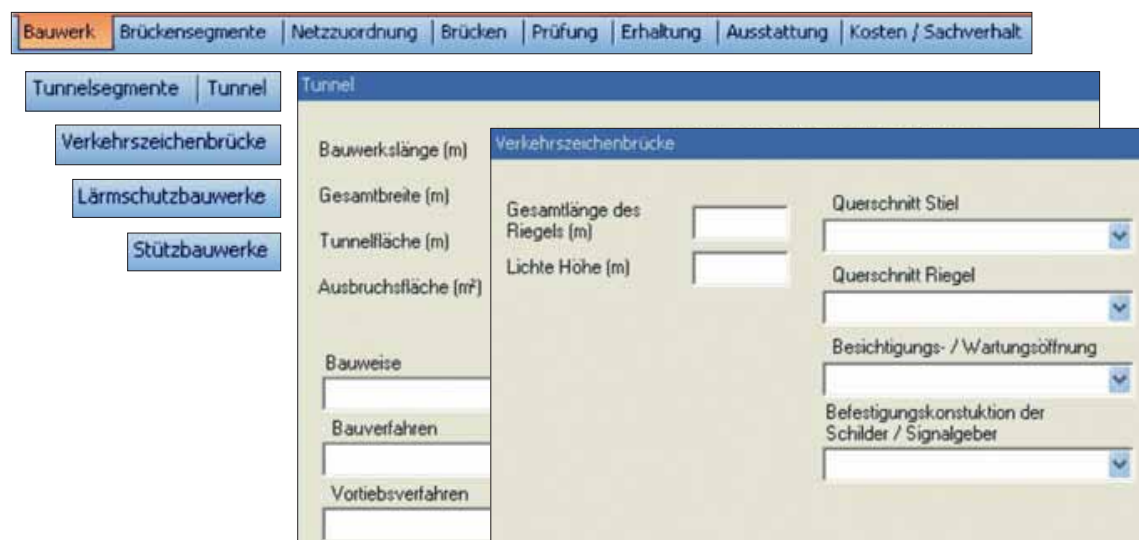 Bauwerk | Brückensegmente | Netzzuordnung | Brücken | Prüfung | Erhaltung | Ausstattung | Kosten / Sachverhalt
Tunnelsegmente | Tunnel
Verkehrszeichenbrücke
Lärmschutzbauwerke
Stützbauwerke
Tunnel
Bauwerkslänge (m)
Gesamtbreite (m)
Tunnelfläche (m)
Ausbruchsfläche (m²)
Bauweise
Bauverfahren
Vortiebsverfahren
Verkehrszeichenbrücke
Gesamtlänge des
Riegels (m)
Lichte Höhe (m)
Querschnitt Stiel
Querschnitt Riegel
Besichtigungs- / Wartungsöffnung
Befestigungskonstuktion der
Schilder / Signalgeber